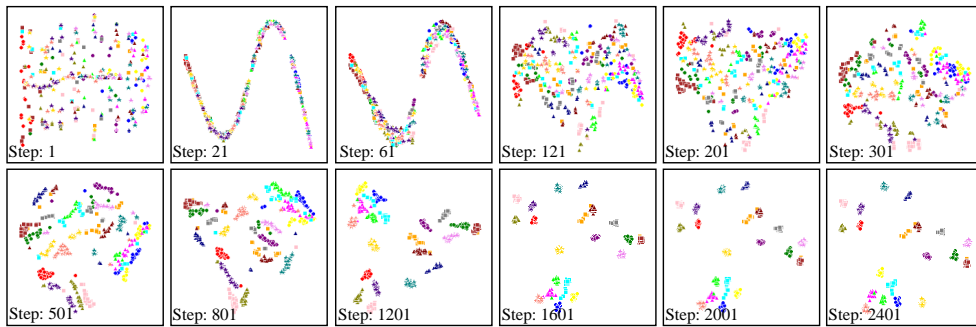 Step: 1
Step: 21
Step: 61
Step: 121
Step: 201
Step: 301
Step: 501
Step: 801
Step: 1201
Step: 1601
Step: 2001
Step: 2401